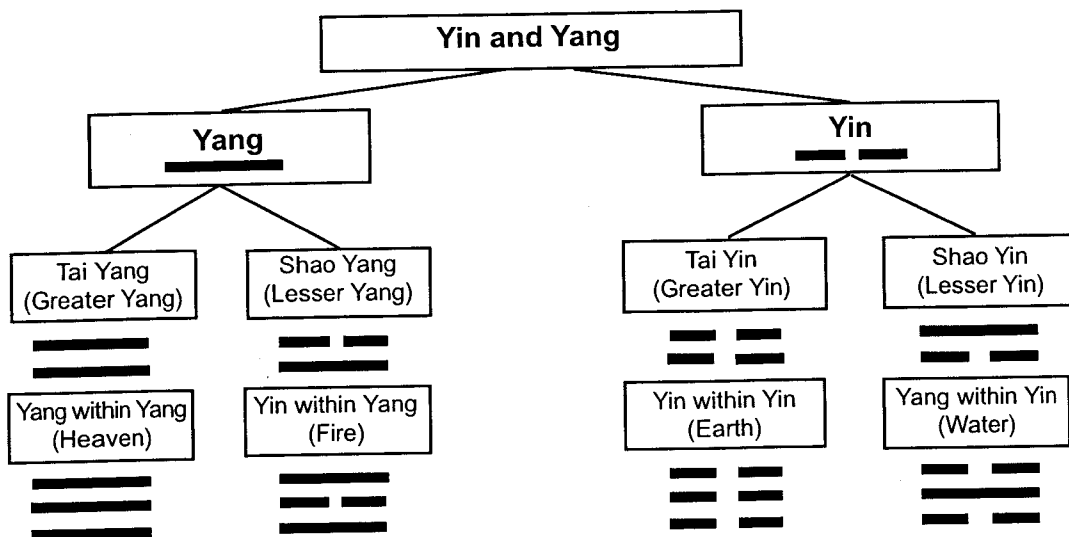 Yin and Yang
Yang
Yin
Tai Yang
(Greater Yang)
Shao Yang
(Lesser Yang)
Tai Yin
(Greater Yin)
Shao Yin
(Lesser Yin)
Yang within Yang
(Heaven)
Yin within Yang
(Fire)
Yin within Yin
(Earth)
Yang within Yin
(Water)